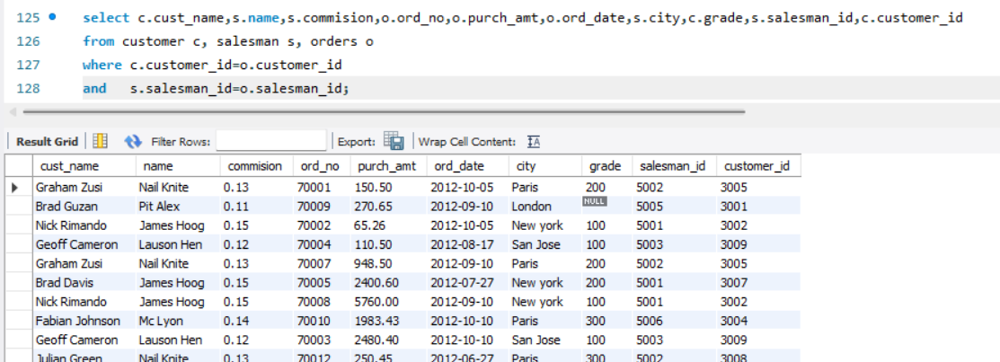 125 select c.cust_name,s.name,s.commision,o.ord_no,o.purch_amt,o.ord_date,s.city,c.grade,s.salesman_id,c.customer_id
126 from customer c, salesman s, orders o
127 where c.customer_id=o.customer_id
128 and s.salesman_id=o.salesman_id;
Result Grid Filter Rows: Export: Wrap Cell Content: IA
cust_name name commision ord_no purch_amt ord_date city grade salesman_id customer_id
Graham Zusi Nail Knite 0.13 70001 150.50 2012-10-05 Paris 200 5002 3005
Brad Guzan Pit Alex 0.11 70009 270.65 2012-09-10 London NULL 5005 3001
Nick Rimando James Hoog 0.15 70002 65.26 2012-10-05 New york 100 5001 3002
Geoff Cameron Lauson Hen 0.12 70004 110.50 2012-08-17 San Jose 100 5003 3009
Graham Zusi Nail Knite 0.13 70007 948.50 2012-09-10 Paris 200 5002 3005
Brad Davis James Hoog 0.15 70005 2400.60 2012-07-27 New york 200 5001 3007
Nick Rimando James Hoog 0.15 70008 5760.00 2012-09-10 New york 100 5001 3002
Fabian Johnson Mc Lyon 0.14 70010 1983.43 2012-10-10 Paris 300 5006 3004
Geoff Cameron Lauson Hen 0.12 70003 2480.40 2012-10-10 San Jose 100 5003 3009
Julian Green Nail Knite 0.13 70012 250.45 2012-06-27 Paris 300 5002 3008